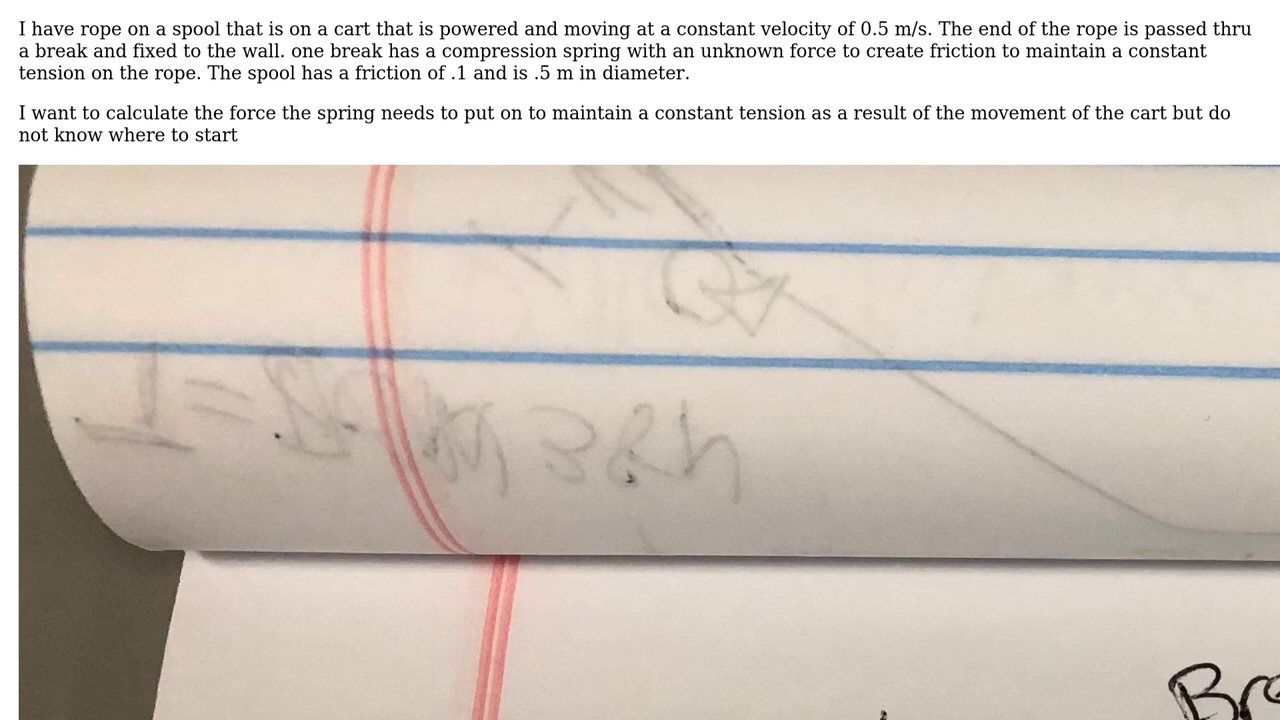 I have rope on a spool that is on a cart that is powered and moving at a constant velocity of 0.5 m/s. The end of the rope is passed thru
a break and fixed to the wall. one break has a compression spring with an unknown force to create friction to maintain a constant
tension on the rope. The spool has a friction of .1 and is .5 m in diameter.
I want to calculate the force the spring needs to put on to maintain a constant tension as a result of the movement of the cart but do
not know where to start